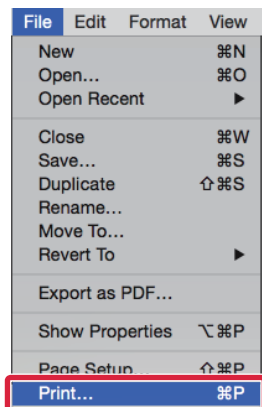 File Edit Format View
New ⌘N
Open... ⌘O
Open Recent ▶
Close ⌘W
Save... ⌘S
Duplicate ⇧⌘S
Rename...
Move To...
Revert To ▶
Export as PDF...
Show Properties ⌥⌘P
Page Setup... ⇧⌘P
Print... ⌘P